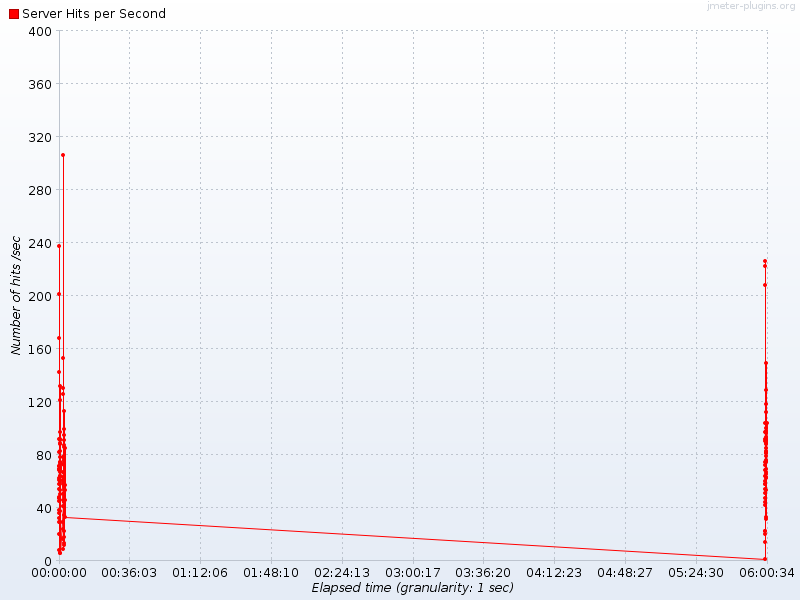 jmeter-plugins.org
Server Hits per Second
400
360
320
280
240
200
160
120
80
40
0
Number of hits /sec
00:00:00 00:36:03 01:12:06 01:48:10 02:24:13 03:00:17 03:36:20 04:12:23 04:48:27 05:24:30 06:00:34
Elapsed time (granularity: 1 sec)